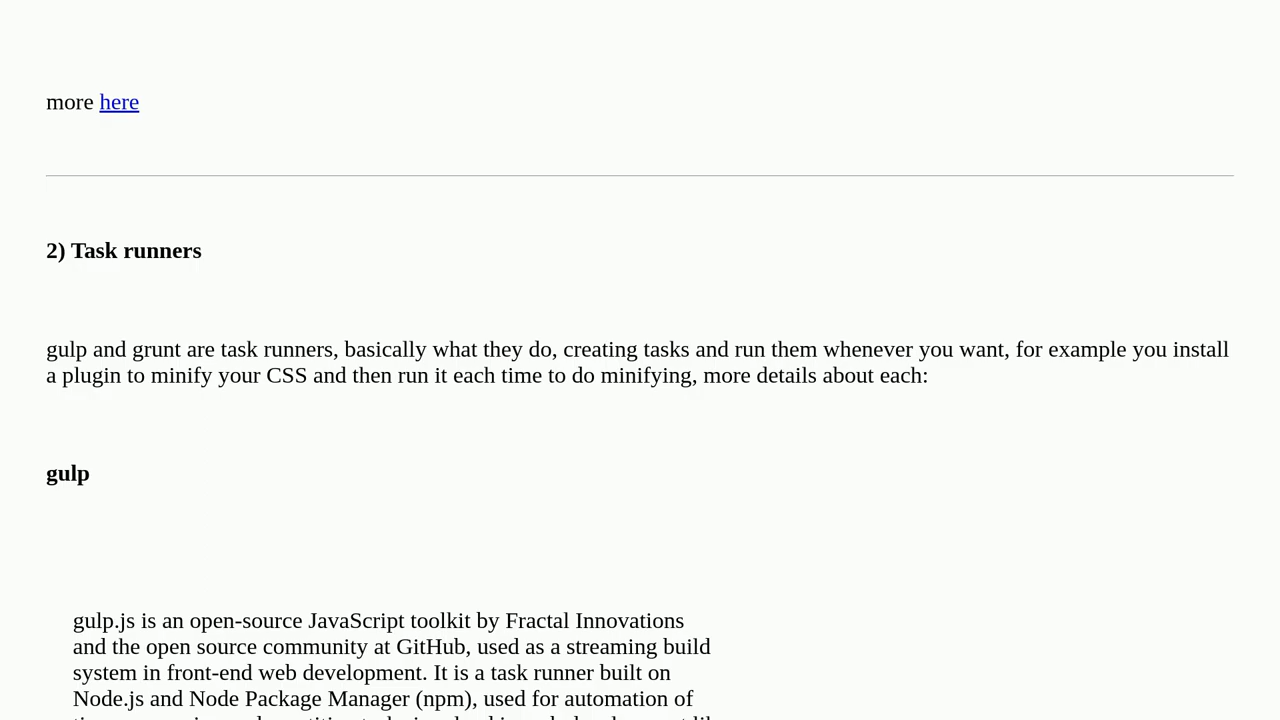 more here
2) Task runners
gulp and grunt are task runners, basically what they do, creating tasks and run them whenever you want, for example you install
a plugin to minify your CSS and then run it each time to do minifying, more details about each:
gulp
gulp.js is an open-source JavaScript toolkit by Fractal Innovations
and the open source community at GitHub, used as a streaming build
system in front-end web development. It is a task runner built on
Node.js and Node Package Manager (npm), used for automation of